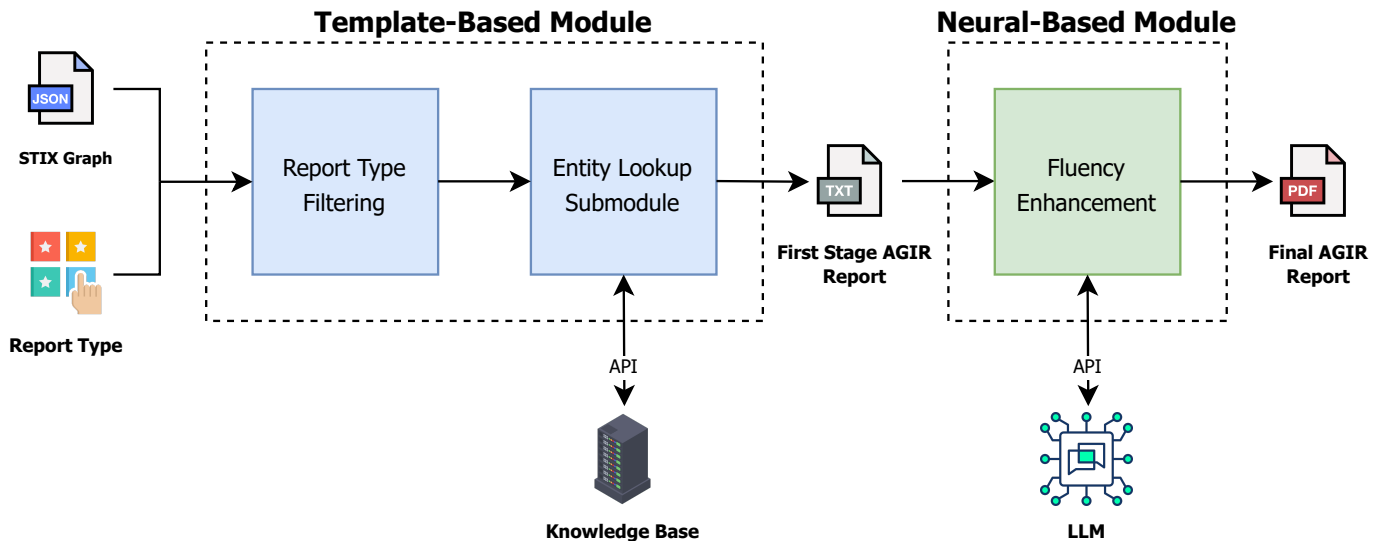 Template-Based Module
Neural-Based Module
JSON
STIX Graph
Report Type
Report Type
Filtering
Entity Lookup
Submodule
TXT
First Stage AGIR
Report
Fluency
Enhancement
PDF
Final AGIR
Report
API
Knowledge Base
API
LLM